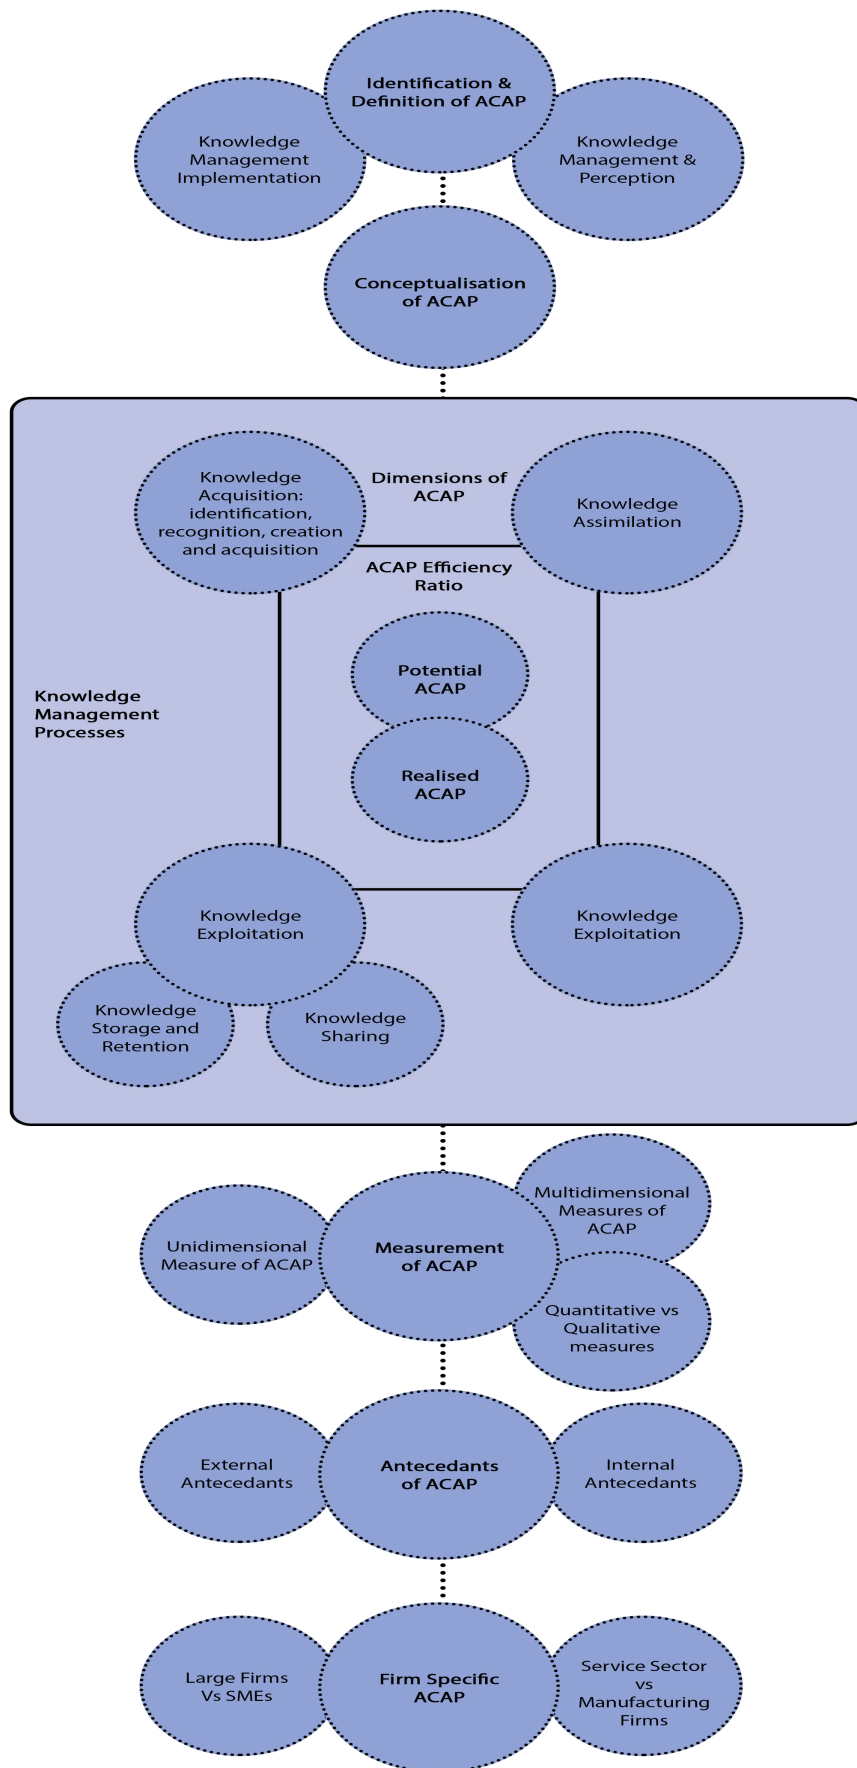 Identification &
Definition of ACAP
Knowledge
Management
Implementation
Knowledge
Management &
Perception
Conceptualisation
of ACAP
Knowledge
Acquisition:
identification,
recognition, creation
and acquisition
Dimensions of
ACAP
Knowledge
Assimilation
ACAP Efficiency
Ratio
Potential
ACAP
Knowledge
Management
Processes
Realised
ACAP
Knowledge
Exploitation
Knowledge
Exploitation
Knowledge
Storage and
Retention
Knowledge
Sharing
Unidimensional
Measure of ACAP
Measurement
of ACAP
Multidimensional
Measures of
ACAP
Quantitative vs
Qualitative
measures
External
Antecedants
Antecedants
of ACAP
Internal
Antecedants
Large Firms
Vs SMEs
Firm Specific
ACAP
Service Sector
vs
Manufacturing
Firms